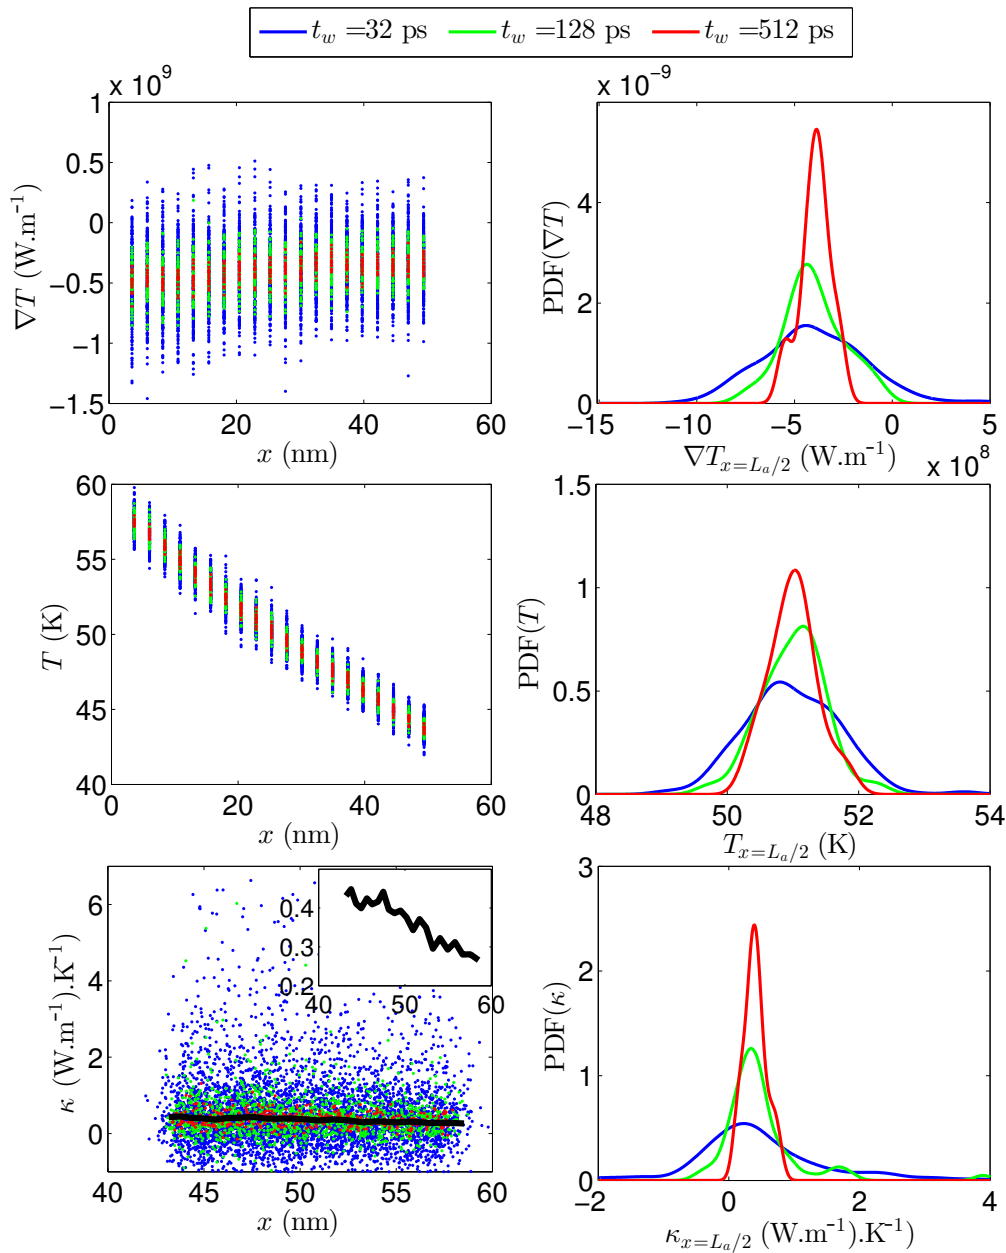 t_w =32 ps t_w =128 ps t_w =512 ps
x 10^9
1
0.5
0
−0.5
−1
−1.5
0 20 40 60
∇T (W.m^-1)
x (nm)
x 10^-9
6
4
2
0
−15 −10 −5 0 5
PDF(∇T)
∇T_{x=L_a/2} (W.m^-1)
x 10^8
60
55
50
45
40
0 20 40 60
T (K)
x (nm)
1.5
1
0.5
0
48 50 52 54
PDF(T)
T_{x=L_a/2} (K)
6
4
2
0
40 45 50 55 60
κ (W.m^-1).K^-1)
x (nm)
0.4
0.3
0.2
40 50 60
3
2
1
0
−2 0 2 4
PDF(κ)
κ_{x=L_a/2} (W.m^-1).K^-1)